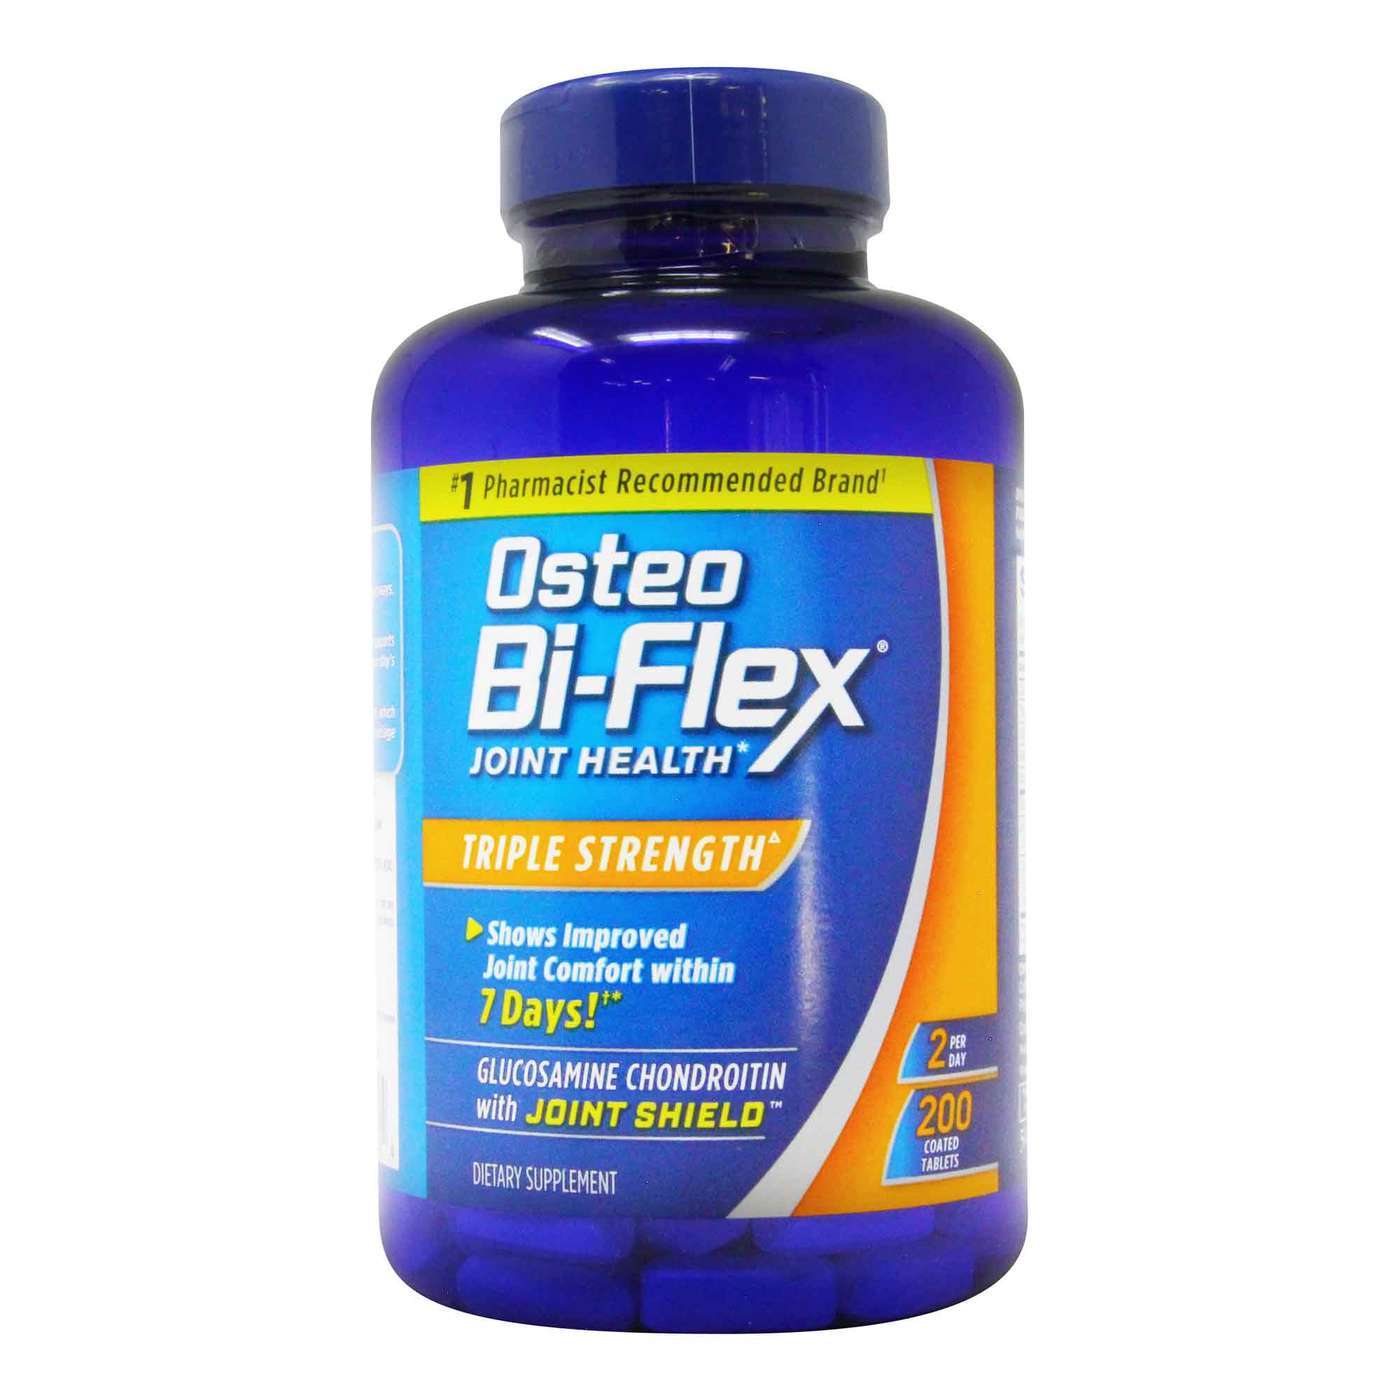 #1 Pharmacist Recommended Brand¹
Osteo
Bi-Flex®
JOINT HEALTH*
TRIPLE STRENGTH△
Shows Improved
Joint Comfort within
7 Days!†*
GLUCOSAMINE CHONDROITIN
with JOINT SHIELD™
DIETARY SUPPLEMENT
2 PER
DAY
200
COATED
TABLETS